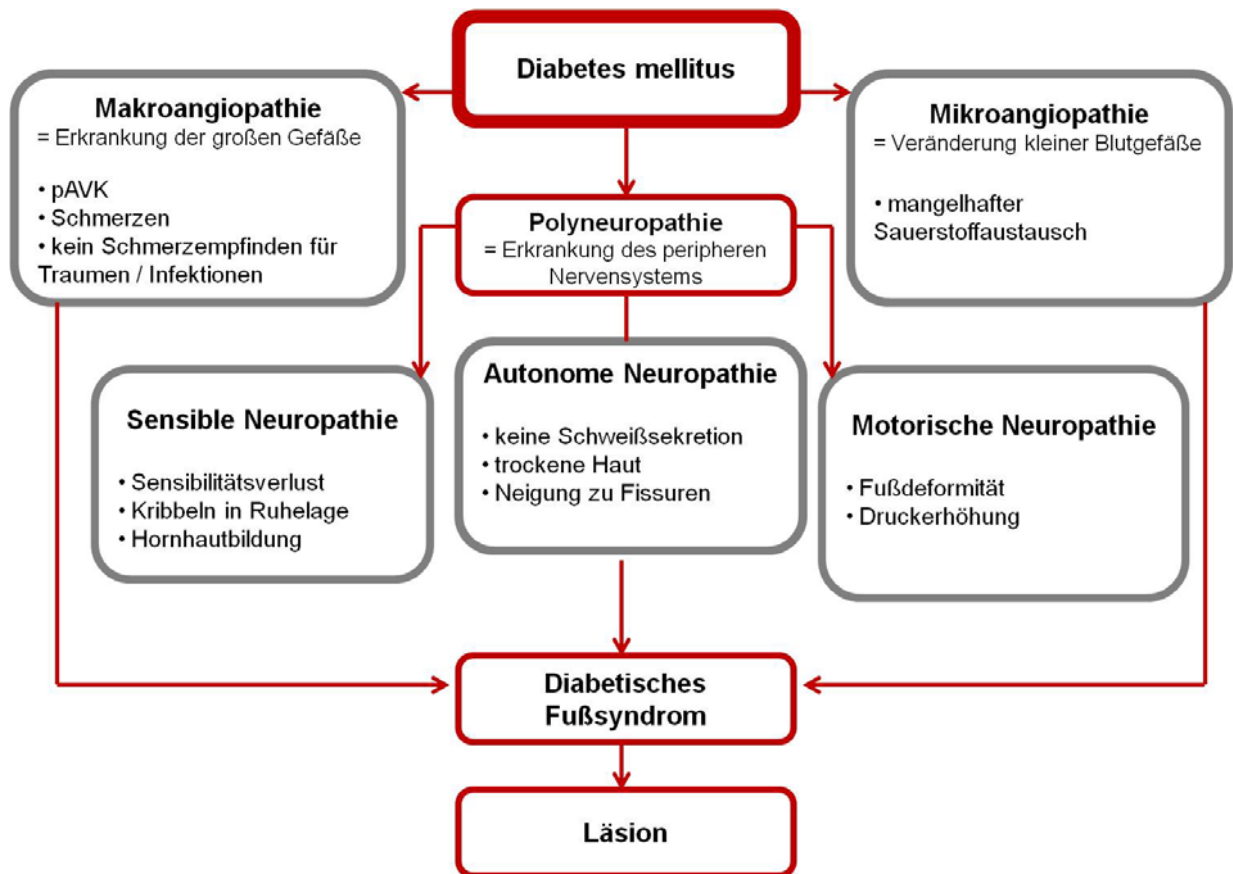 Diabetes mellitus
Makroangiopathie
= Erkrankung der großen Gefäße
• pAVK
• Schmerzen
• kein Schmerzempfinden für
Traumen / Infektionen
Polyneuropathie
= Erkrankung des peripheren
Nervensystems
Mikroangiopathie
= Veränderung kleiner Blutgefäße
• mangelhafter
Sauerstoffaustausch
Sensible Neuropathie
• Sensibilitätsverlust
• Kribbeln in Ruhelage
• Hornhautbildung
Autonome Neuropathie
• keine Schweißsekretion
• trockene Haut
• Neigung zu Fissuren
Motorische Neuropathie
• Fußdeformität
• Druckerhöhung
Diabetisches
Fußsyndrom
Läsion